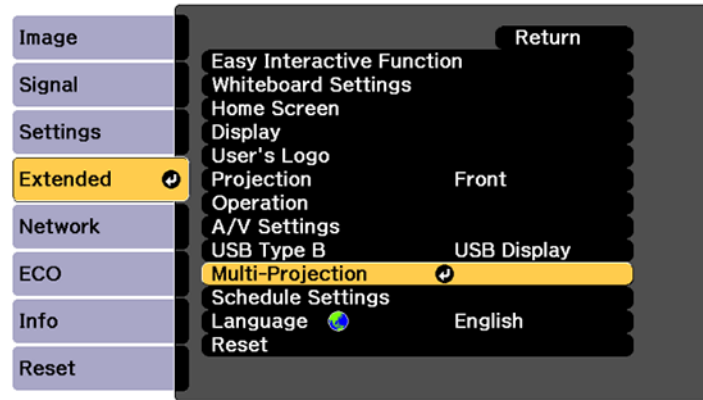 Image
Signal
Settings
Extended
Network
ECO
Info
Reset
Return
Easy Interactive Function
Whiteboard Settings
Home Screen
Display
User's Logo
Projection Front
Operation
A/V Settings
USB Type B USB Display
Multi-Projection
Schedule Settings
Language English
Reset